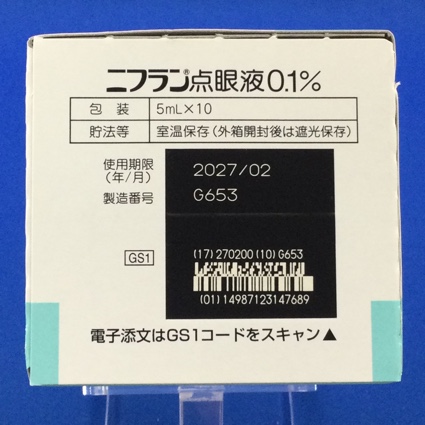 ニフラン®点眼液0.1%
包装 5mL×10
貯法等 室温保存(外箱開封後は遮光保存)
使用期限 2027/02
(年/月)
製造番号 G653
GS1
(17)270200(10)G653
(01)14987123147689
電子添文はGS1コードをスキャン▲